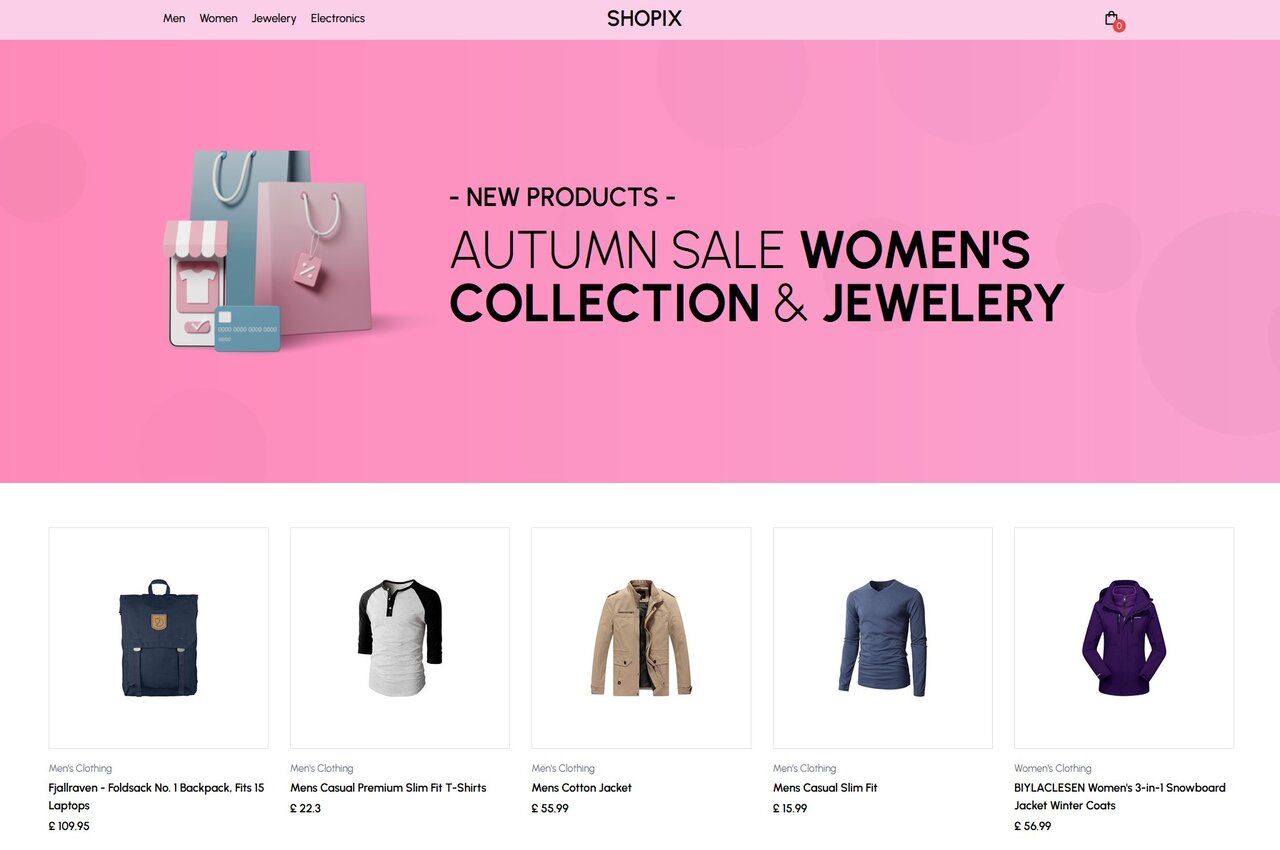 Men Women Jewelery Electronics
SHOPIX
0
- NEW PRODUCTS -
AUTUMN SALE WOMEN'S
COLLECTION & JEWELERY
0000 0000 0000 0000
00/00
Men's Clothing
Fjallraven - Foldsack No. 1 Backpack, Fits 15
Laptops
£ 109.95
Men's Clothing
Mens Casual Premium Slim Fit T-Shirts
£ 22.3
Men's Clothing
Mens Cotton Jacket
£ 55.99
Men's Clothing
Mens Casual Slim Fit
£ 15.99
Women's Clothing
BIYLACLESEN Women's 3-in-1 Snowboard
Jacket Winter Coats
£ 56.99